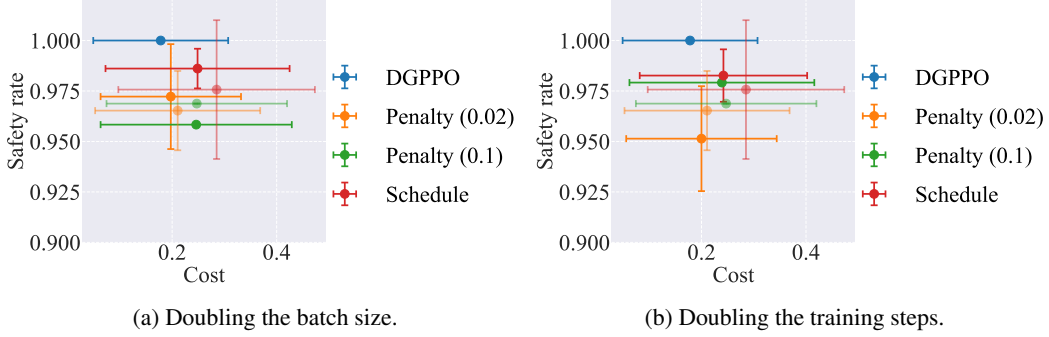 Safety rate
1.000
0.975
0.950
0.925
0.900
0.2
0.4
Cost
DGPPO
Penalty (0.02)
Penalty (0.1)
Schedule
(a) Doubling the batch size.
Safety rate
1.000
0.975
0.950
0.925
0.900
0.2
0.4
Cost
DGPPO
Penalty (0.02)
Penalty (0.1)
Schedule
(b) Doubling the training steps.